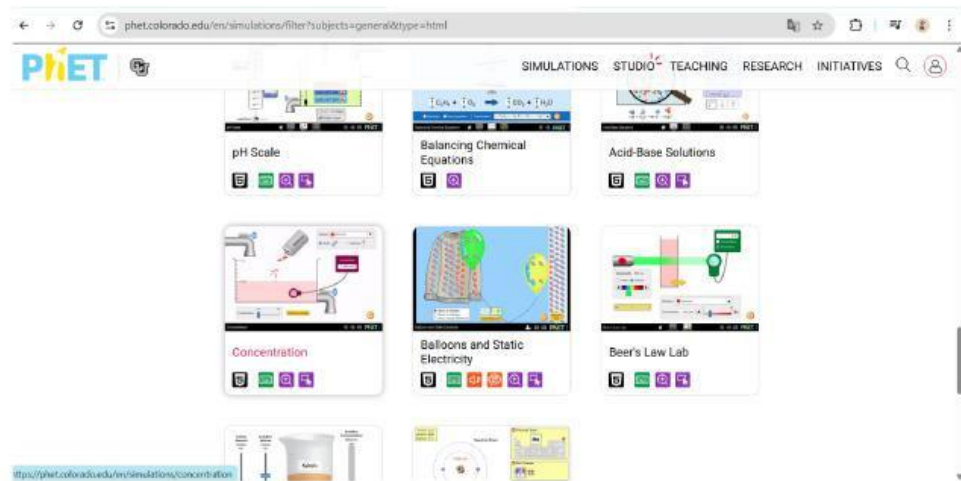 phet.colorado.edu/en/simulations/filter?subjects=general&type=html
PhET
SIMULATIONS STUDIO TEACHING RESEARCH INITIATIVES
pH Scale
Balancing Chemical
Equations
Acid-Base Solutions
Concentration
Balloons and Static
Electricity
Beer's Law Lab
https://phet.colorado.edu/en/simulations/concentration